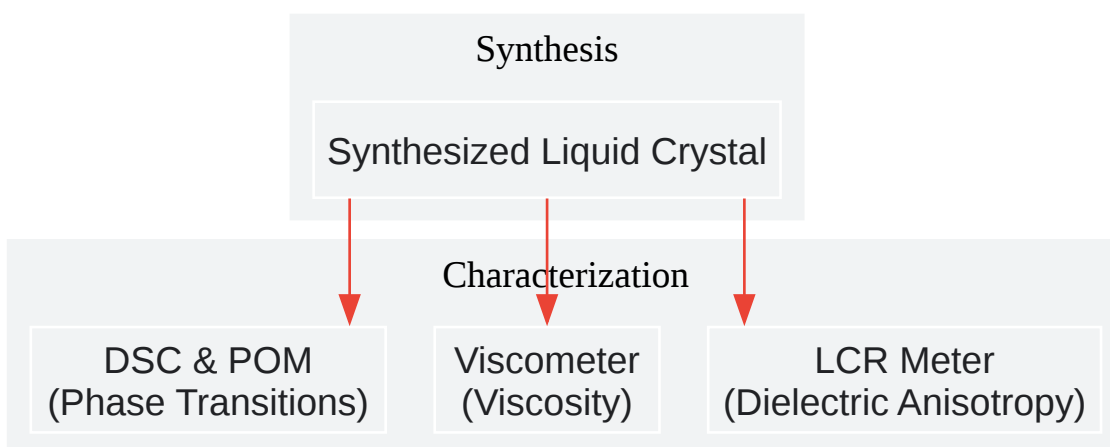 Synthesis
Synthesized Liquid Crystal
Characterization
DSC & POM
(Phase Transitions)
Viscometer
(Viscosity)
LCR Meter
(Dielectric Anisotropy)